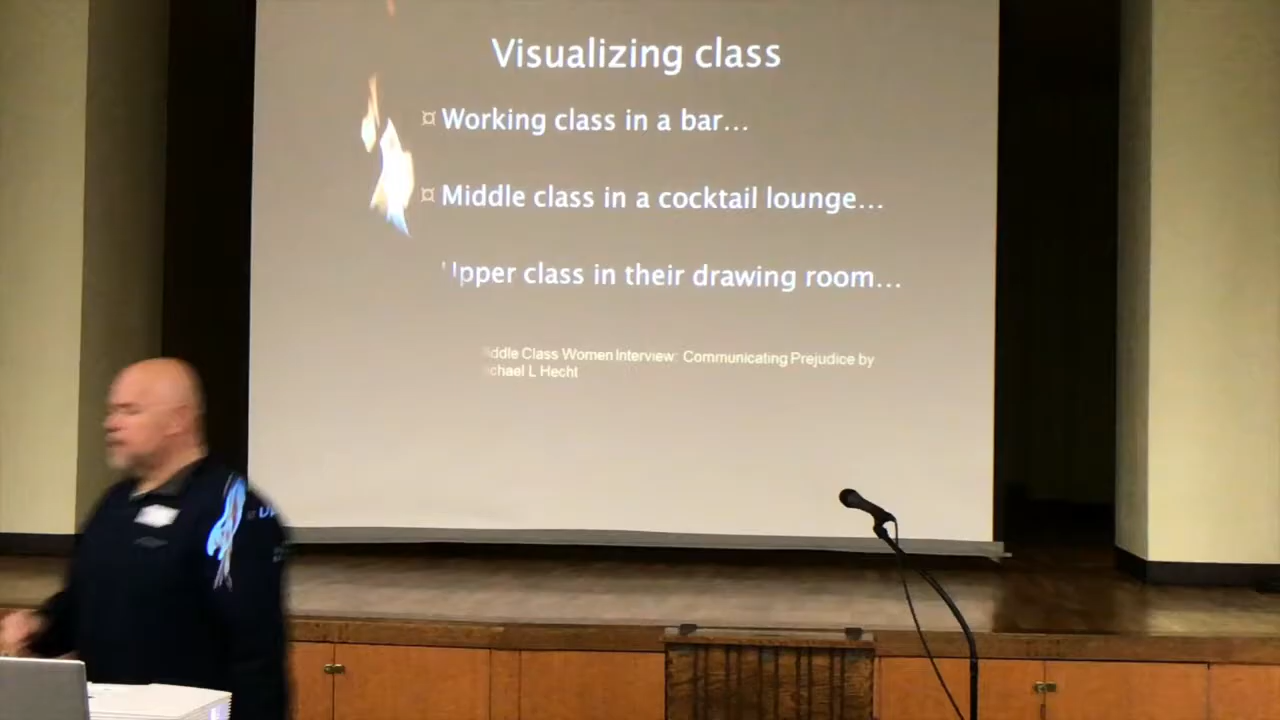 Visualizing class
¤ Working class in a bar...
¤ Middle class in a cocktail lounge...
Upper class in their drawing room...
ddle Class Women Interview: Communicating Prejudice by
chael L Hecht